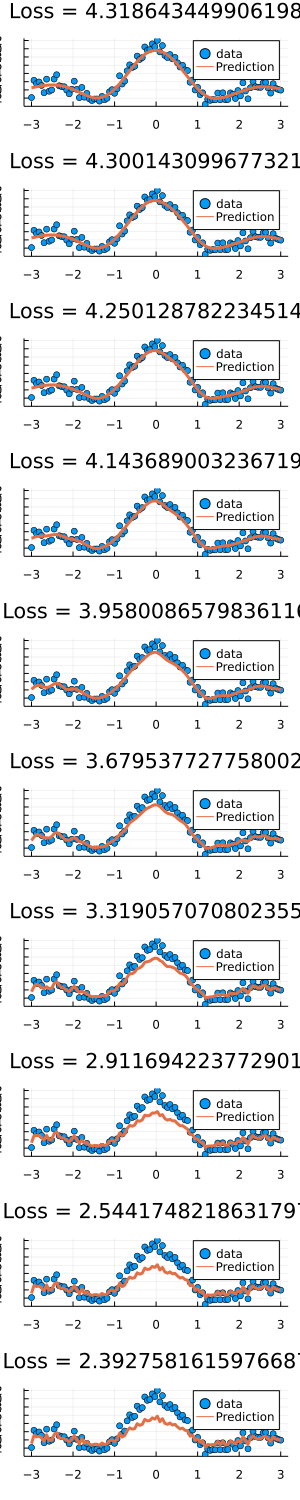 Loss = 4.318643449906198
data
Prediction
−3 −2 −1 0 1 2 3
Loss = 4.300143099677321
data
Prediction
−3 −2 −1 0 1 2 3
Loss = 4.250128782234514
data
Prediction
−3 −2 −1 0 1 2 3
Loss = 4.143689003236719
data
Prediction
−3 −2 −1 0 1 2 3
Loss = 3.9580086579836116
data
Prediction
−3 −2 −1 0 1 2 3
Loss = 3.679537727758002
data
Prediction
−3 −2 −1 0 1 2 3
Loss = 3.319057070802355
data
Prediction
−3 −2 −1 0 1 2 3
Loss = 2.911694223772901
data
Prediction
−3 −2 −1 0 1 2 3
Loss = 2.5441748218631797
data
Prediction
−3 −2 −1 0 1 2 3
Loss = 2.3927581615976687
data
Prediction
−3 −2 −1 0 1 2 3